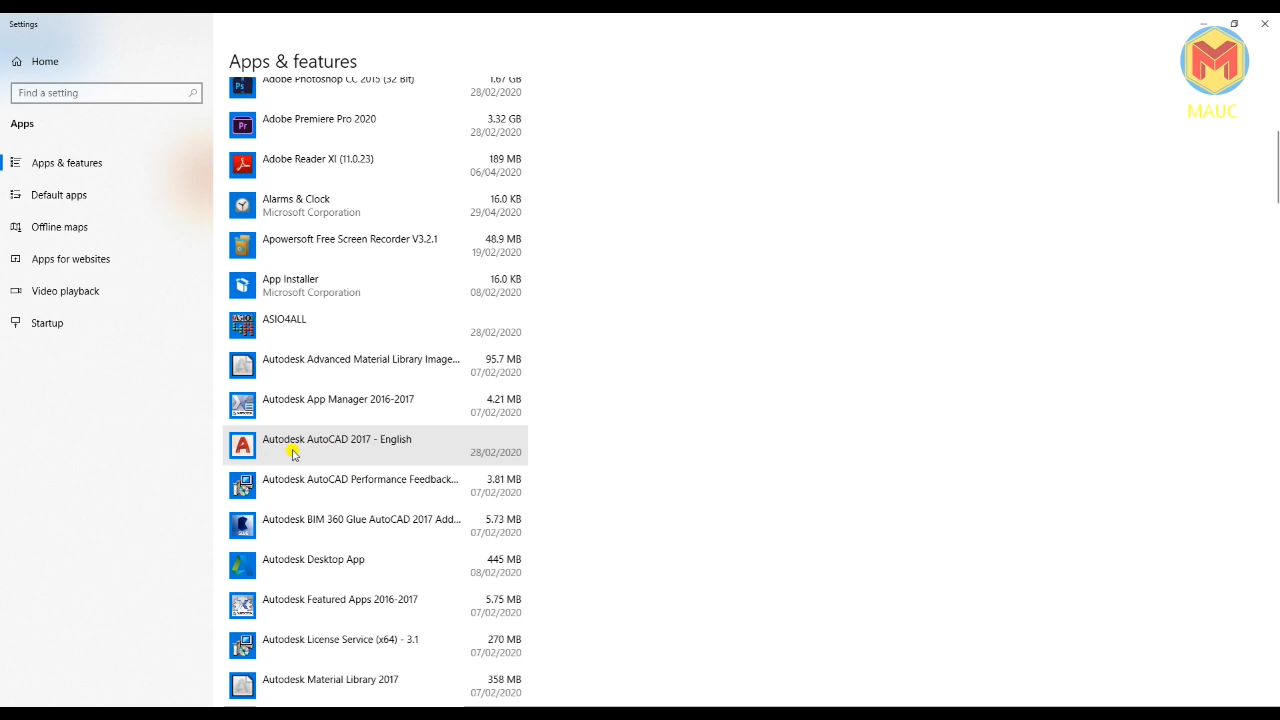 Settings
Home
Find a setting
Apps
Apps & features
Default apps
Offline maps
Apps for websites
Video playback
Startup
Apps & features
Adobe Photoshop CC 2015 (32 Bit) 1.67 GB
28/02/2020
Adobe Premiere Pro 2020 3.32 GB
28/02/2020
Adobe Reader XI (11.0.23) 189 MB
06/04/2020
Alarms & Clock 16.0 KB
Microsoft Corporation 29/04/2020
Apowersoft Free Screen Recorder V3.2.1 48.9 MB
19/02/2020
App Installer 16.0 KB
Microsoft Corporation 08/02/2020
ASIO4ALL
28/02/2020
Autodesk Advanced Material Library Image... 95.7 MB
07/02/2020
Autodesk App Manager 2016-2017 4.21 MB
07/02/2020
Autodesk AutoCAD 2017 - English
28/02/2020
Autodesk AutoCAD Performance Feedback... 3.81 MB
07/02/2020
Autodesk BIM 360 Glue AutoCAD 2017 Add... 5.73 MB
07/02/2020
Autodesk Desktop App 445 MB
08/02/2020
Autodesk Featured Apps 2016-2017 5.75 MB
07/02/2020
Autodesk License Service (x64) - 3.1 270 MB
07/02/2020
Autodesk Material Library 2017 358 MB
07/02/2020
MAUC